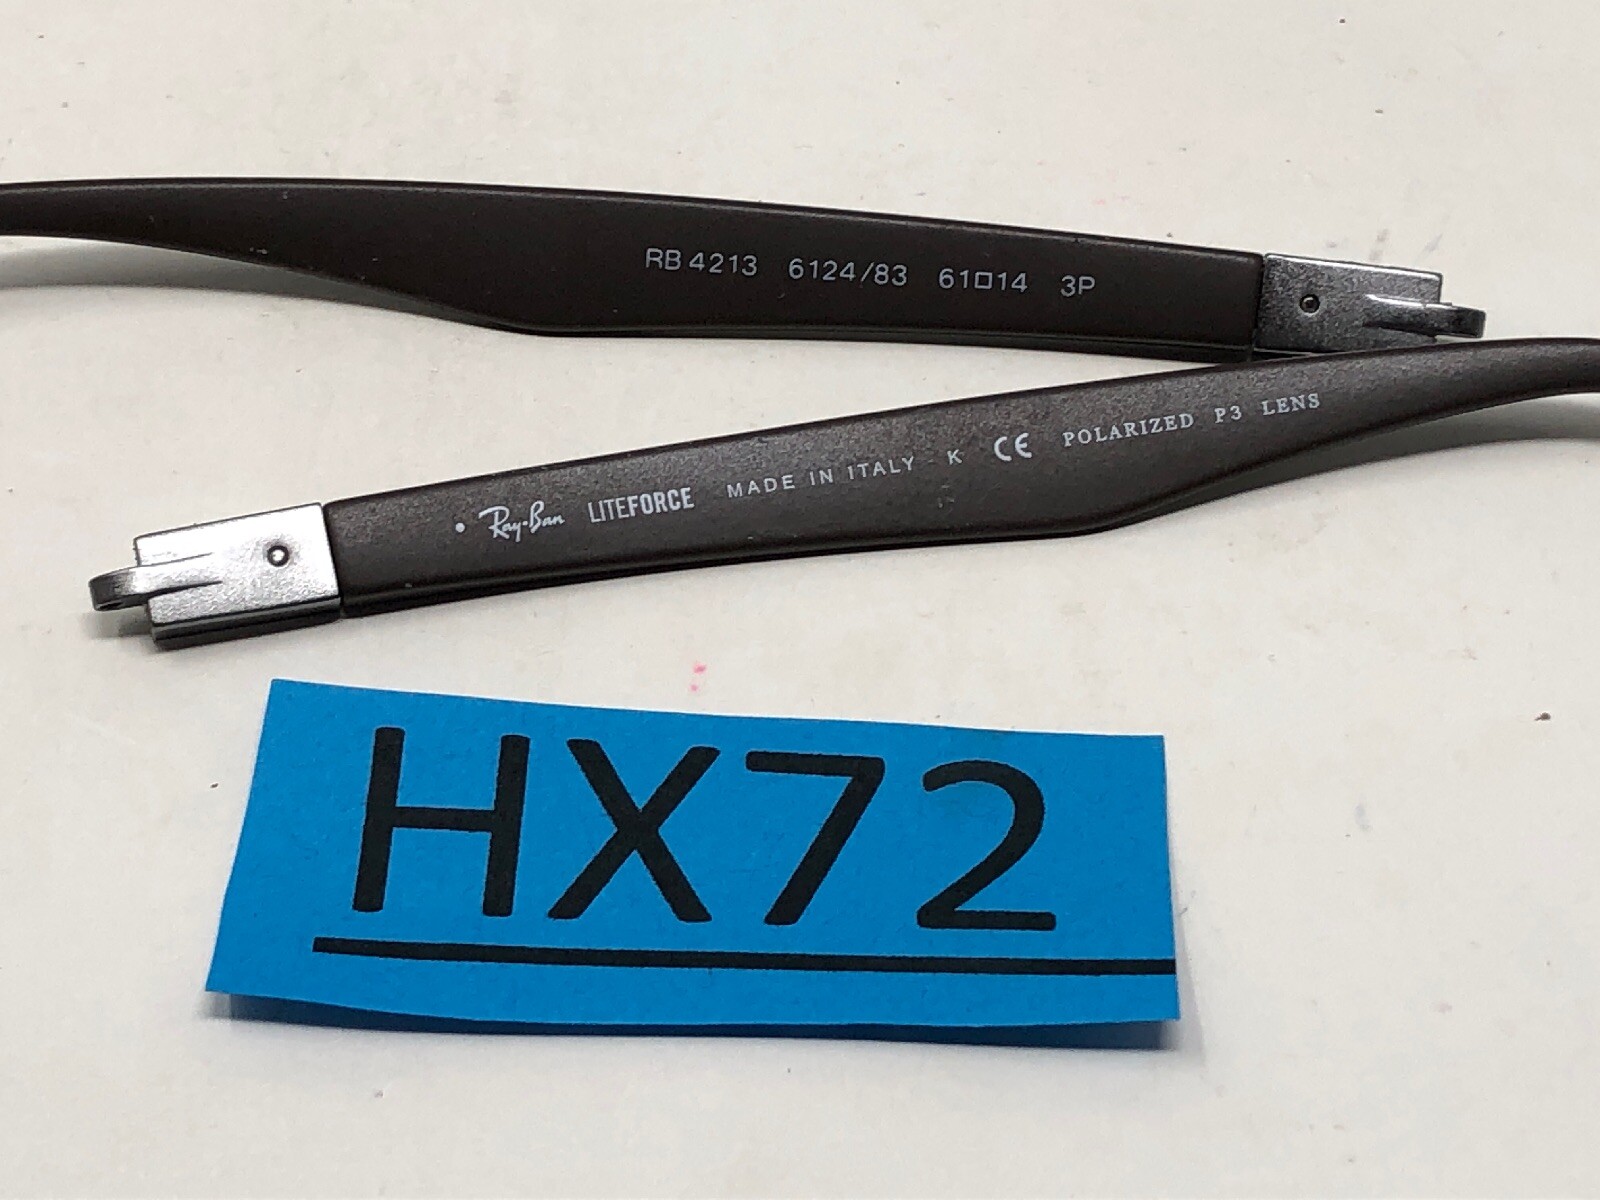 RB 4213 6124/83 61□14 3P
Ray-Ban LITEFORCE MADE IN ITALY K CE POLARIZED P3 LENS
HX72